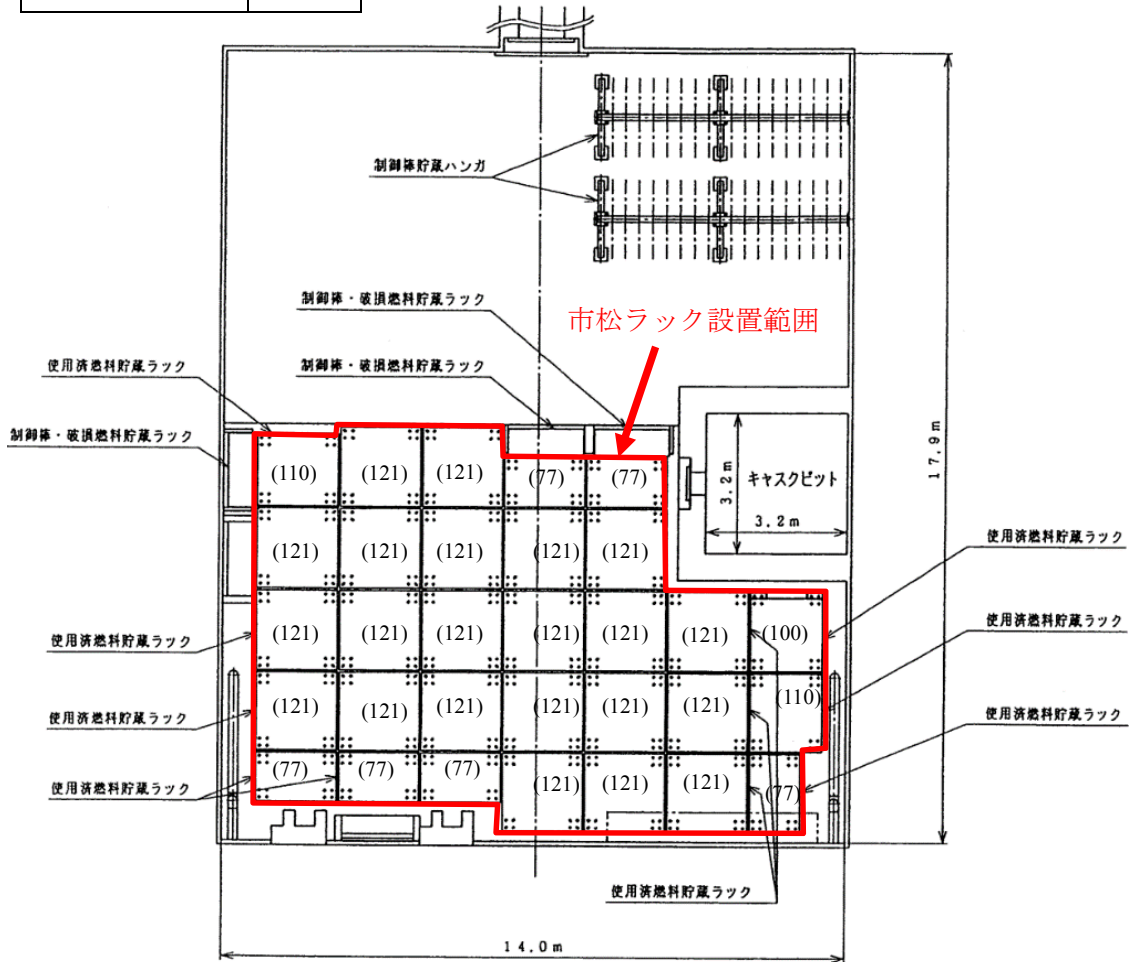 制御棒貯蔵ハンガ
制御棒・破損燃料貯蔵ラック
市松ラック設置範囲
使用済燃料貯蔵ラック
制御棒・破損燃料貯蔵ラック
制御棒・破損燃料貯蔵ラック
キャスクピット
3.2m
3.2m
17.9m
(110) (121) (121) (77) (77)
(121) (121) (121) (121) (121)
使用済燃料貯蔵ラック
(121) (121) (121) (121) (121) (121) (100)
使用済燃料貯蔵ラック
使用済燃料貯蔵ラック
(121) (121) (121) (121) (121) (121) (110)
使用済燃料貯蔵ラック
使用済燃料貯蔵ラック
(77) (77) (77) (121) (121) (121) (77)
使用済燃料貯蔵ラック
使用済燃料貯蔵ラック
14.0m